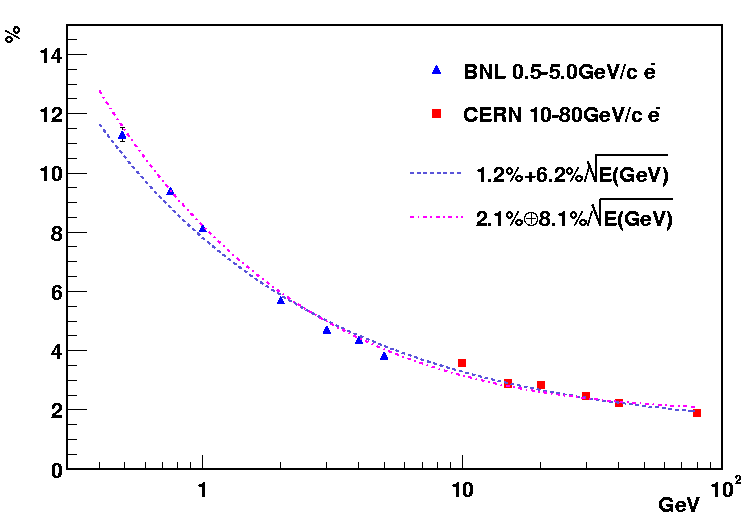 %
14
12
10
8
6
4
2
0
BNL 0.5-5.0GeV/c e⁻
CERN 10-80GeV/c e⁻
1.2%+6.2%/√E(GeV)
2.1%⊕8.1%/√E(GeV)
1 10 10²
GeV